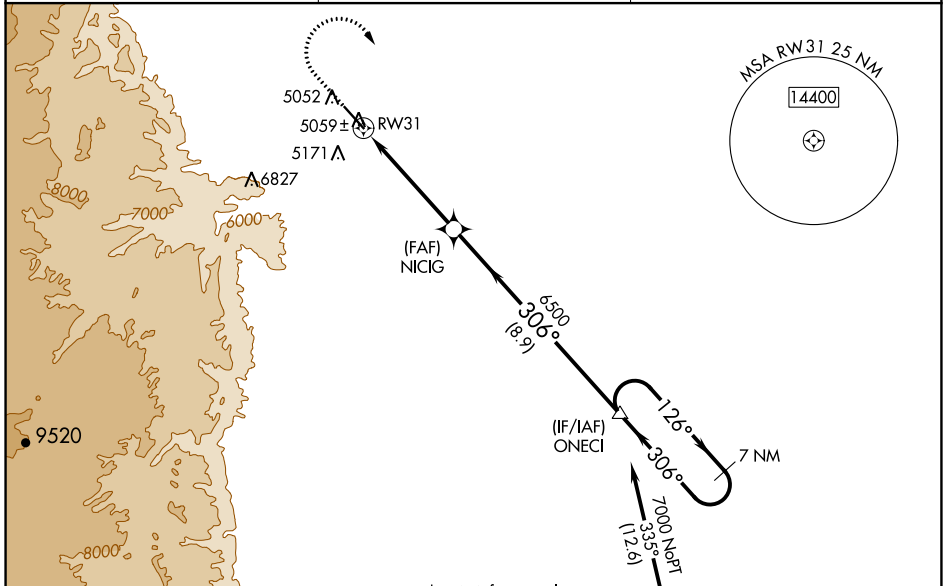 MSA RW31 25 NM
14400
5052
5059±
RW31
5171
6827
8000
7000
6000
(FAF)
NICIG
6500
306°
(8.9)
9520
(IF/IAF)
ONECI
126°
306°
7 NM
7000 NoPT
335°
(12.6)
8000